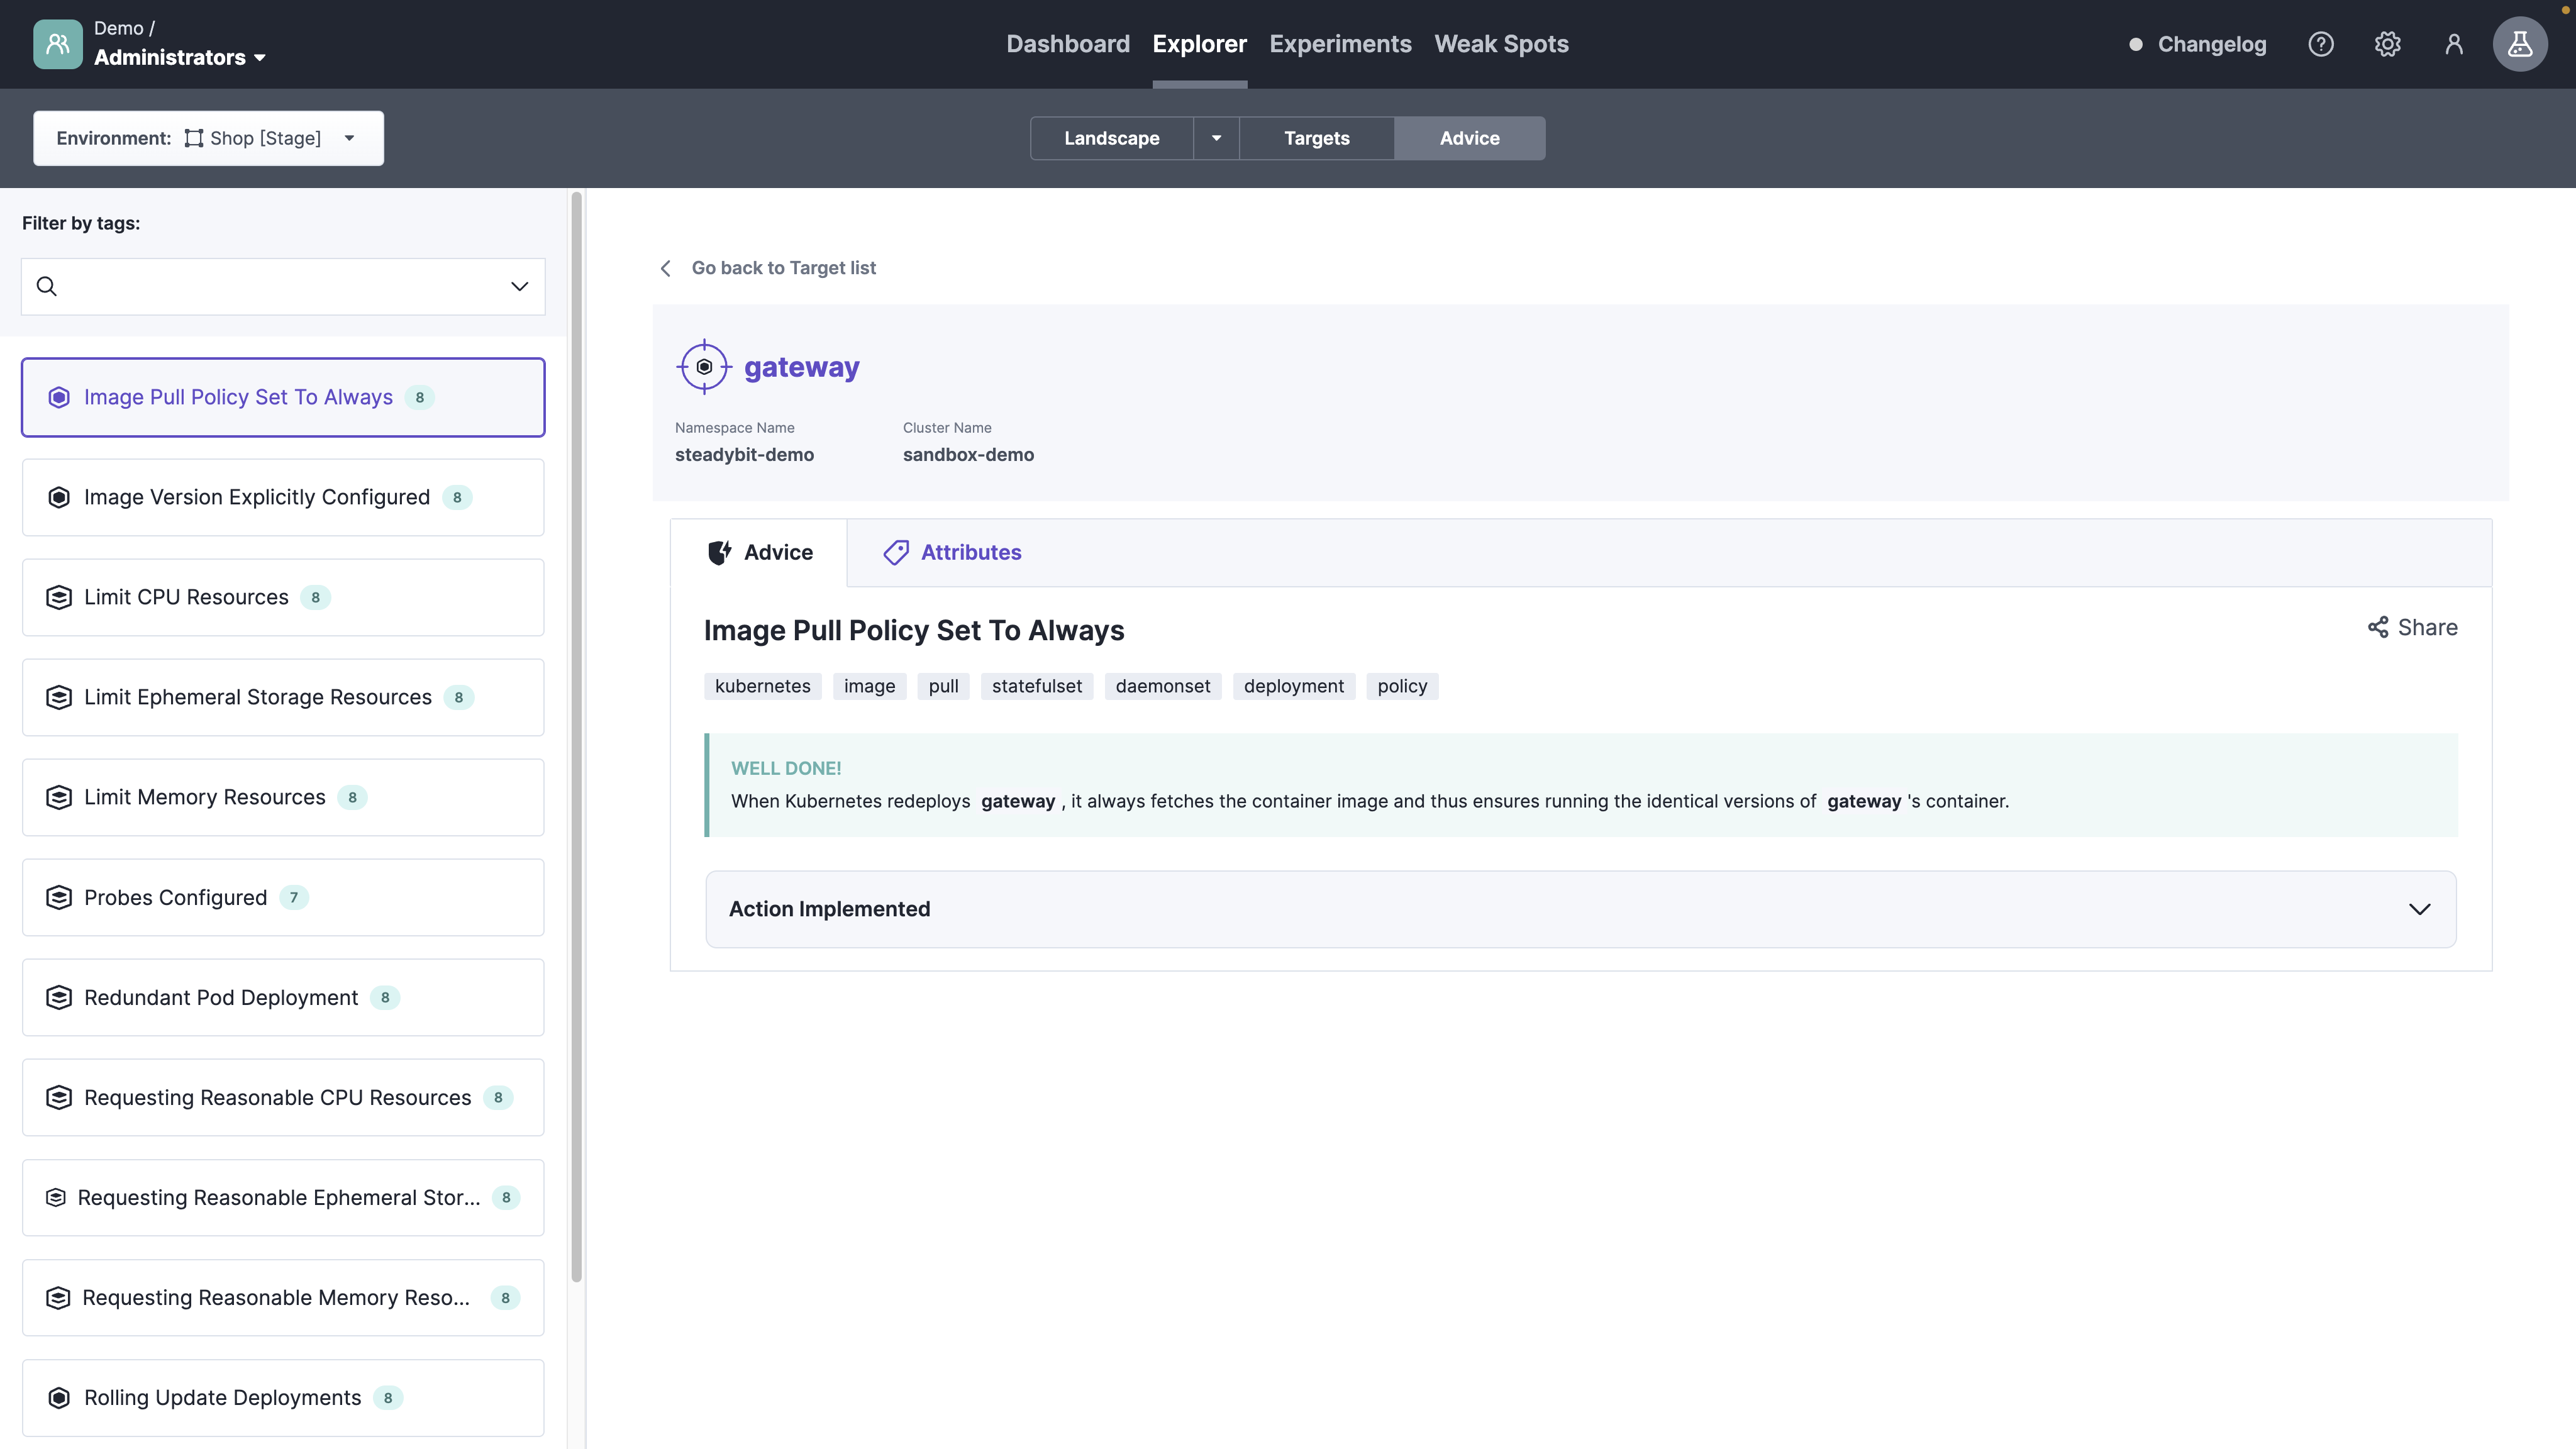 Demo /
Administrators
Dashboard Explorer Experiments Weak Spots
Changelog
Environment: Shop [Stage]
Landscape Targets Advice
Filter by tags:
Image Pull Policy Set To Always 8
Image Version Explicitly Configured 8
Limit CPU Resources 8
Limit Ephemeral Storage Resources 8
Limit Memory Resources 8
Probes Configured 7
Redundant Pod Deployment 8
Requesting Reasonable CPU Resources 8
Requesting Reasonable Ephemeral Stor... 8
Requesting Reasonable Memory Reso... 8
Rolling Update Deployments 8
Go back to Target list
gateway
Namespace Name Cluster Name
steadybit-demo sandbox-demo
Advice Attributes
Image Pull Policy Set To Always
Share
kubernetes image pull statefulset daemonset deployment policy
WELL DONE!
When Kubernetes redeploys gateway , it always fetches the container image and thus ensures running the identical versions of gateway 's container.
Action Implemented